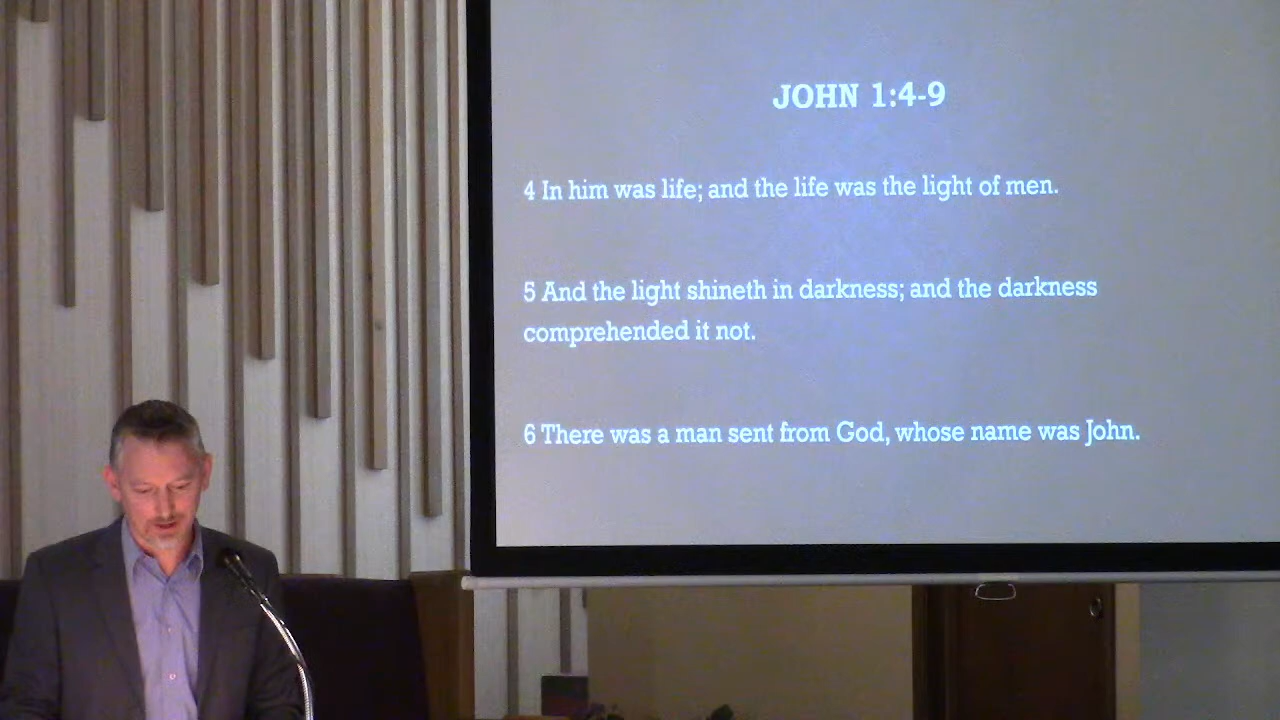 JOHN 1:4-9
4 In him was life; and the life was the light of men.
5 And the light shineth in darkness; and the darkness
comprehended it not.
6 There was a man sent from God, whose name was John.